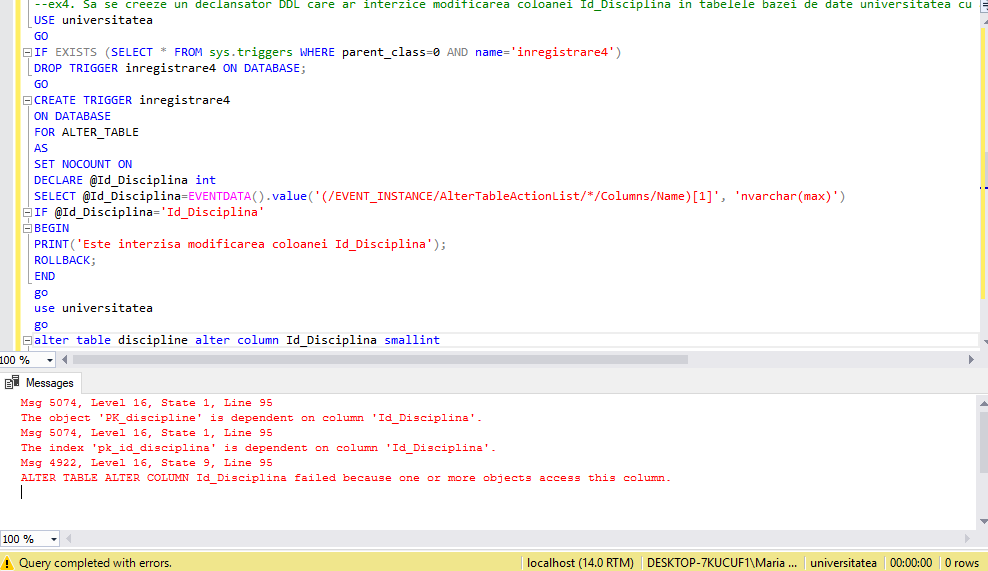 --ex4. Sa se creeze un declansator DDL care ar interzice modificarea coloanei Id_Disciplina in tabelele bazei de date universitatea cu
USE universitatea
GO
IF EXISTS (SELECT * FROM sys.triggers WHERE parent_class=0 AND name='inregistrare4')
DROP TRIGGER inregistrare4 ON DATABASE;
GO
CREATE TRIGGER inregistrare4
ON DATABASE
FOR ALTER_TABLE
AS
SET NOCOUNT ON
DECLARE @Id_Disciplina int
SELECT @Id_Disciplina=EVENTDATA().value('(/EVENT_INSTANCE/AlterTableActionList/*/Columns/Name)[1]', 'nvarchar(max)')
IF @Id_Disciplina='Id_Disciplina'
BEGIN
PRINT('Este interzisa modificarea coloanei Id_Disciplina');
ROLLBACK;
END
go
use universitatea
go
alter table discipline alter column Id_Disciplina smallint
100 %
Messages
Msg 5074, Level 16, State 1, Line 95
The object 'PK_discipline' is dependent on column 'Id_Disciplina'.
Msg 5074, Level 16, State 1, Line 95
The index 'pk_id_disciplina' is dependent on column 'Id_Disciplina'.
Msg 4922, Level 16, State 9, Line 95
ALTER TABLE ALTER COLUMN Id_Disciplina failed because one or more objects access this column.
100 %
Query completed with errors.
localhost (14.0 RTM)
DESKTOP-7KUCUF1\Maria ...
universitatea
00:00:00
0 rows